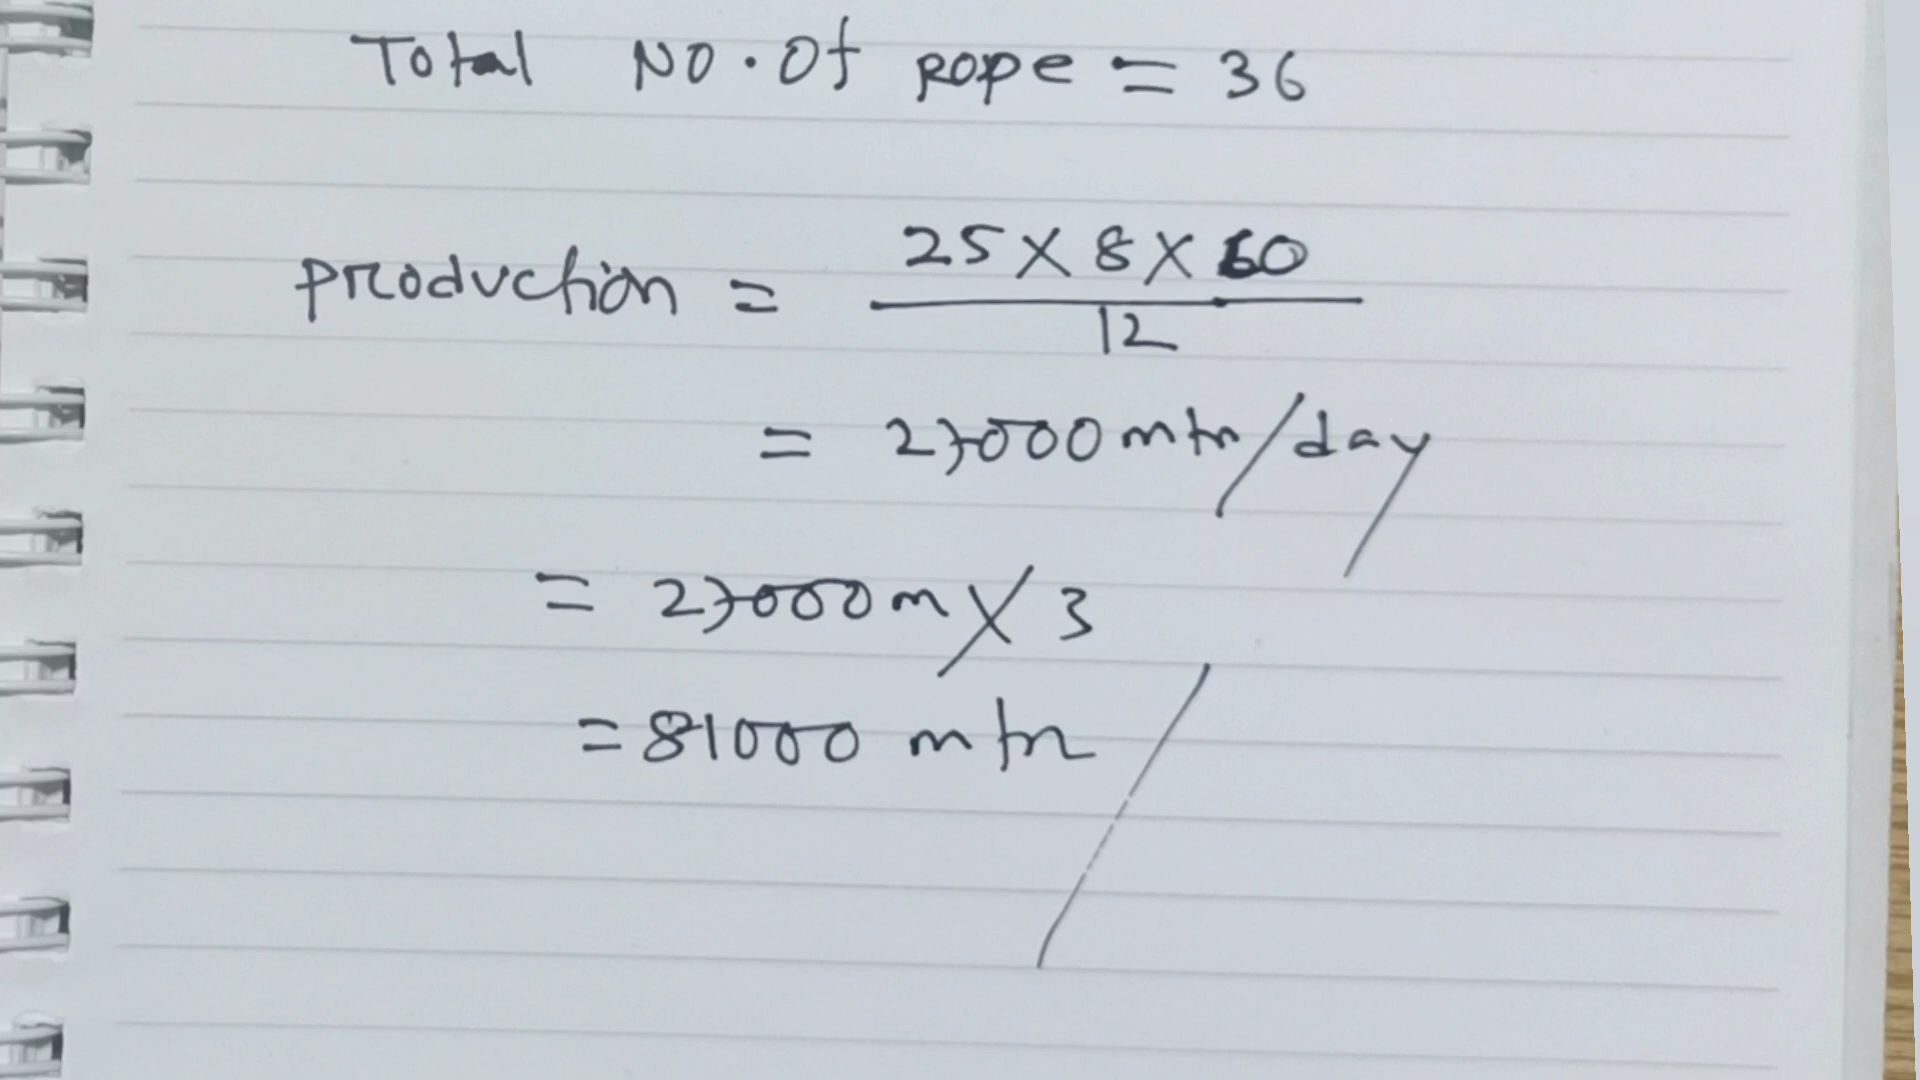 Total No. Of Rope = 36
production = 25 X 8 X 60
12
= 27000 mtr/day
= 27000 m X 3
= 81000 mtr